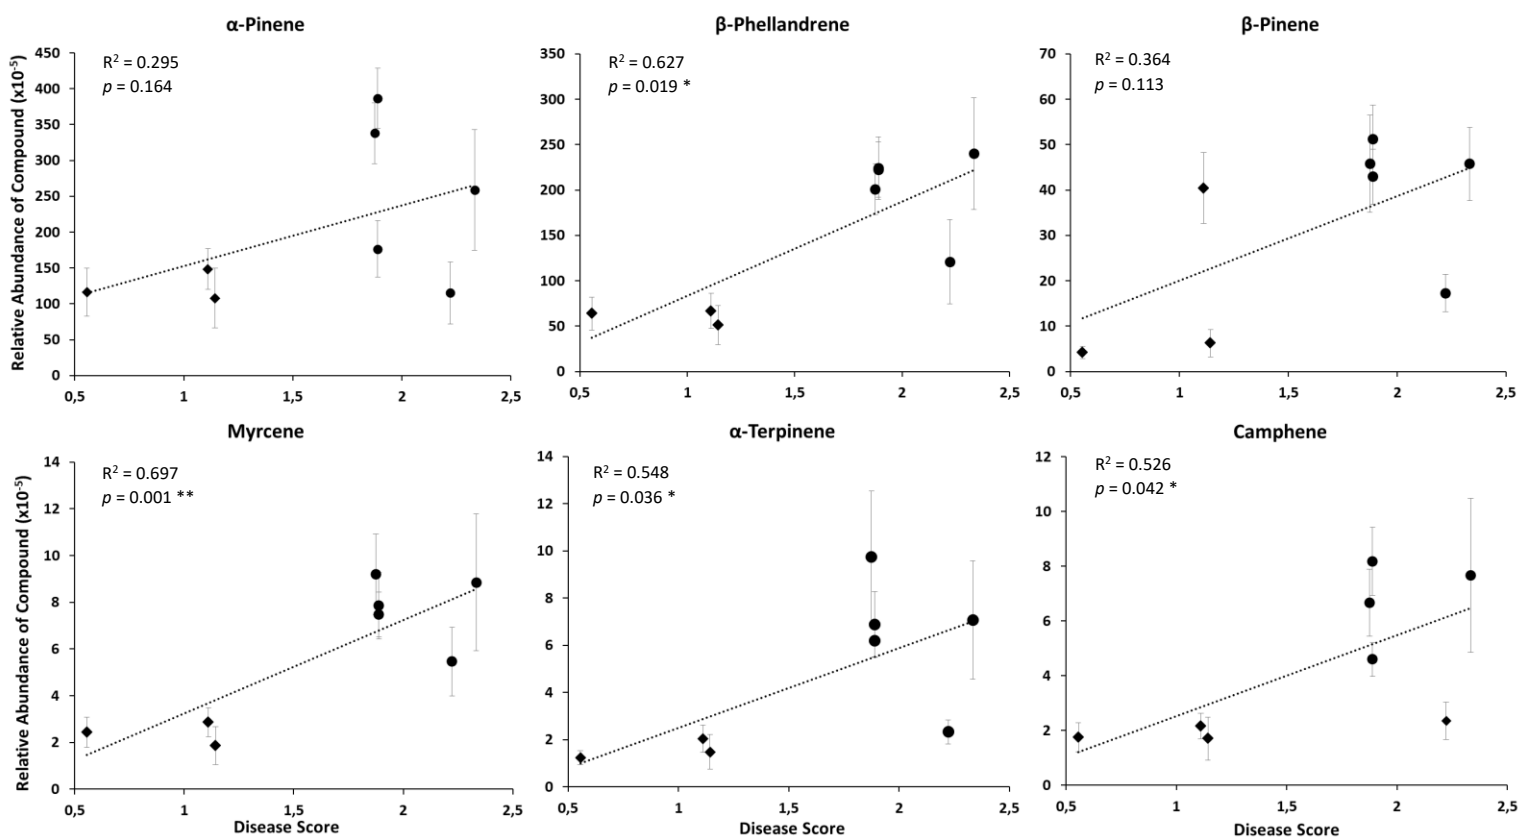 α-Pinene
R² = 0.295
p = 0.164
Relative Abundance of Compound (x10⁻⁵)
450
400
350
300
250
200
150
100
50
0
0,5 1 1,5 2 2,5
β-Phellandrene
R² = 0.627
p = 0.019 *
350
300
250
200
150
100
50
0
0,5 1 1,5 2 2,5
β-Pinene
R² = 0.364
p = 0.113
70
60
50
40
30
20
10
0
0,5 1 1,5 2 2,5
Myrcene
R² = 0.697
p = 0.001 **
Relative Abundance of Compound (x10⁻⁵)
14
12
10
8
6
4
2
0
0,5 1 1,5 2 2,5
Disease Score
α-Terpinene
R² = 0.548
p = 0.036 *
14
12
10
8
6
4
2
0
0,5 1 1,5 2 2,5
Disease Score
Camphene
R² = 0.526
p = 0.042 *
12
10
8
6
4
2
0
0,5 1 1,5 2 2,5
Disease Score